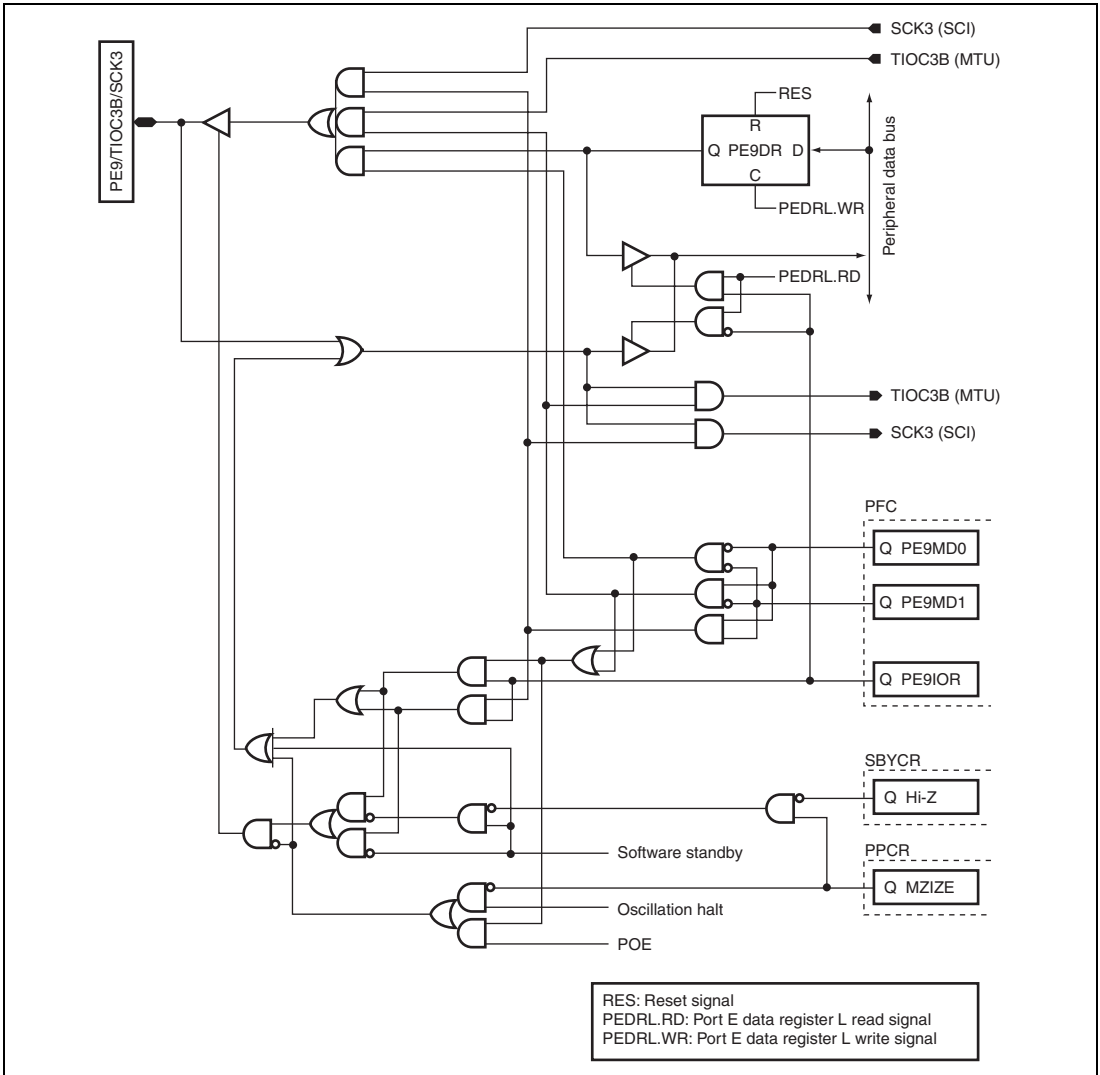 PE9/TIOC3B/SCK3
SCK3 (SCI)
TIOC3B (MTU)
RES
R
Q PE9DR D
C
PEDRL.WR
Peripheral data bus
PEDRL.RD
TIOC3B (MTU)
SCK3 (SCI)
PFC
Q PE9MD0
Q PE9MD1
Q PE9IOR
SBYCR
Q Hi-Z
Software standby
PPCR
Q MZIZE
Oscillation halt
POE
RES: Reset signal
PEDRL.RD: Port E data register L read signal
PEDRL.WR: Port E data register L write signal